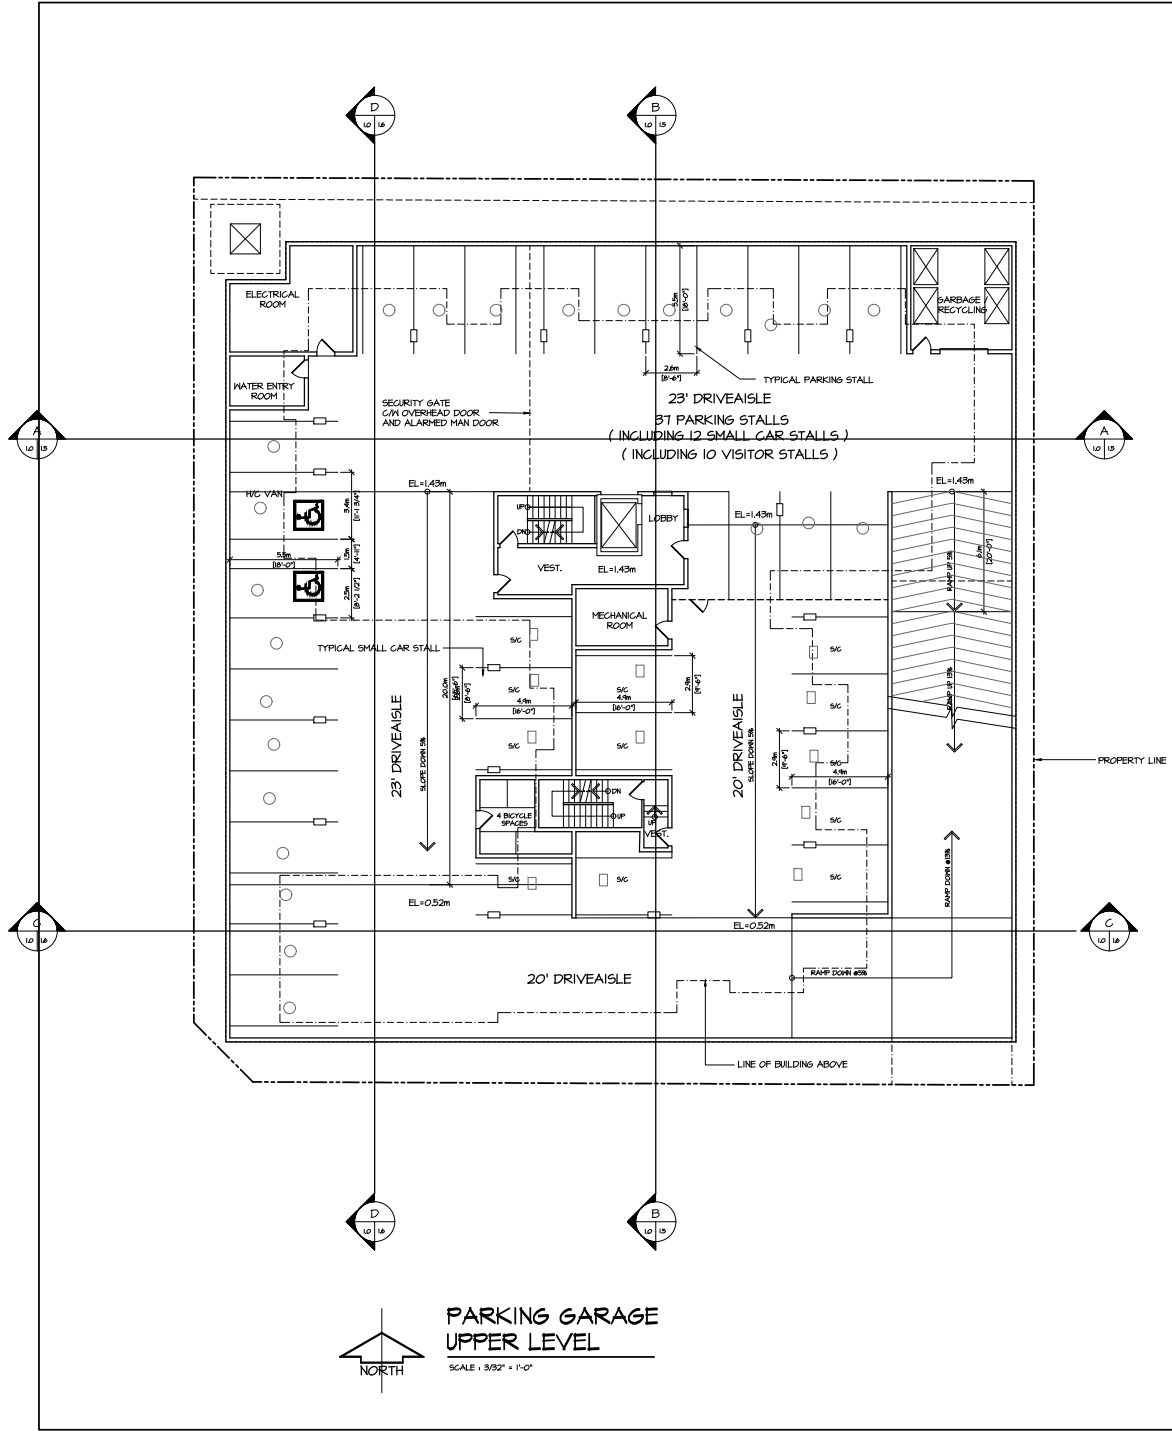 D
1.0 1.6
B
1.0 1.5
ELECTRICAL
ROOM
GARBAGE /
RECYCLING
5.5m
[18'-0"]
2.6m
[8'-6"]
TYPICAL PARKING STALL
WATER ENTRY
ROOM
SECURITY GATE
C/W OVERHEAD DOOR
AND ALARMED MAN DOOR
23' DRIVEAISLE
37 PARKING STALLS
( INCLUDING 12 SMALL CAR STALLS )
( INCLUDING 10 VISITOR STALLS )
A
1.0 1.5
A
1.0 1.5
H/C VAN
EL=1.43m
EL=1.43m
3.4m
[11'-1 3/4"]
UP
DN
LOBBY
EL=1.43m
6.1m
[20'-0"]
5.5m
[18'-0"]
1.5m
[4'-11"]
VEST.
EL=1.43m
RAMP UP 5%
2.5m
[8'-2 1/2"]
MECHANICAL
ROOM
TYPICAL SMALL CAR STALL
S/C
S/C
20.0m
[8'-6"]
S/C
S/C
2.9m
[9'-6"]
4.9m
[16'-0"]
4.9m
[16'-0"]
RAMP UP 13%
23' DRIVEAISLE
SLOPE DOWN 5%
S/C
S/C
20' DRIVEAISLE
SLOPE DOWN 5%
2.9m
[9'-6"]
S/C
4.9m
[16'-0"]
PROPERTY LINE
4 BICYCLE
SPACES
DN
UP
UP
VEST.
S/C
S/C
S/C
S/C
RAMP DOWN @13%
EL=0.52m
EL=0.52m
C
1.0 1.6
C
1.0 1.6
20' DRIVEAISLE
RAMP DOWN @5%
LINE OF BUILDING ABOVE
D
1.0 1.6
B
1.0 1.5
NORTH
PARKING GARAGE
UPPER LEVEL
SCALE : 3/32" = 1'-0"